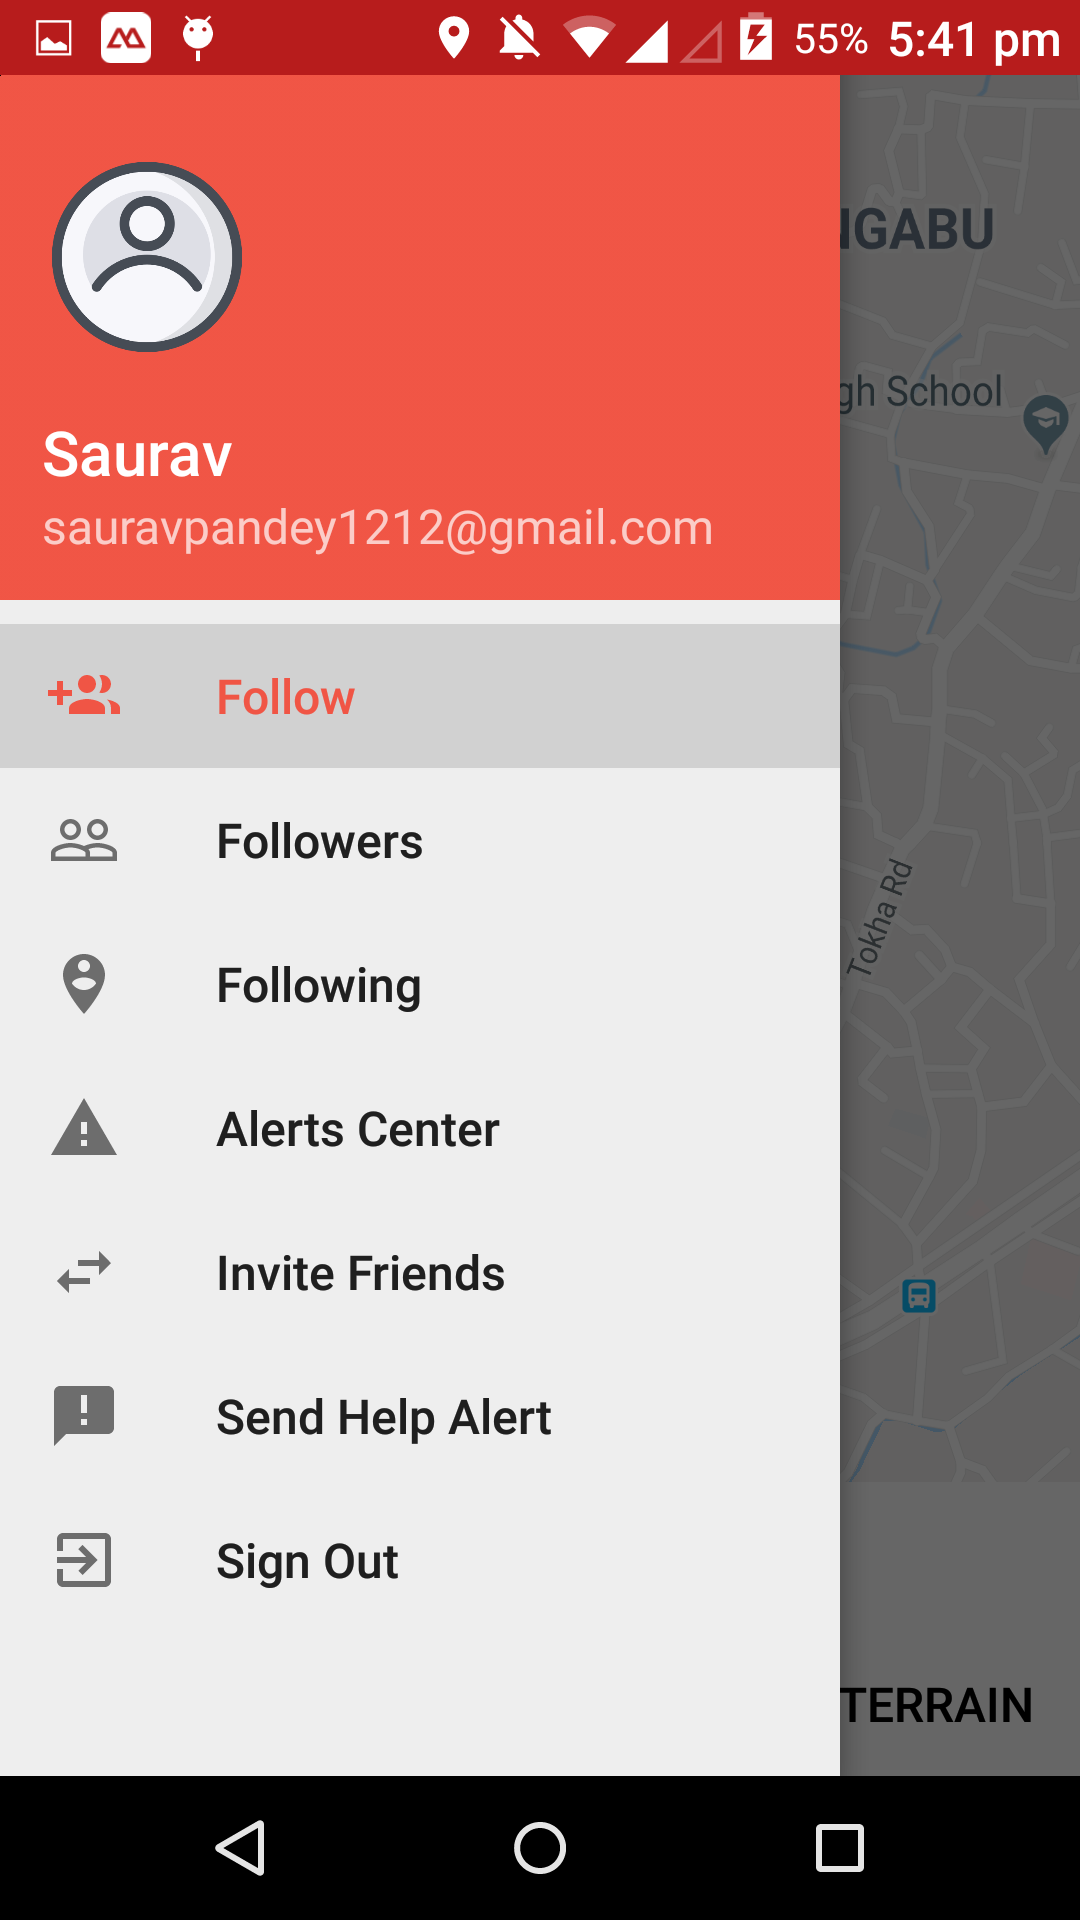 55% 5:41 pm
NGABU
gh School
Saurav
sauravpandey1212@gmail.com
Follow
Followers
Following
Tokha Rd
Alerts Center
Invite Friends
Send Help Alert
Sign Out
TERRAIN